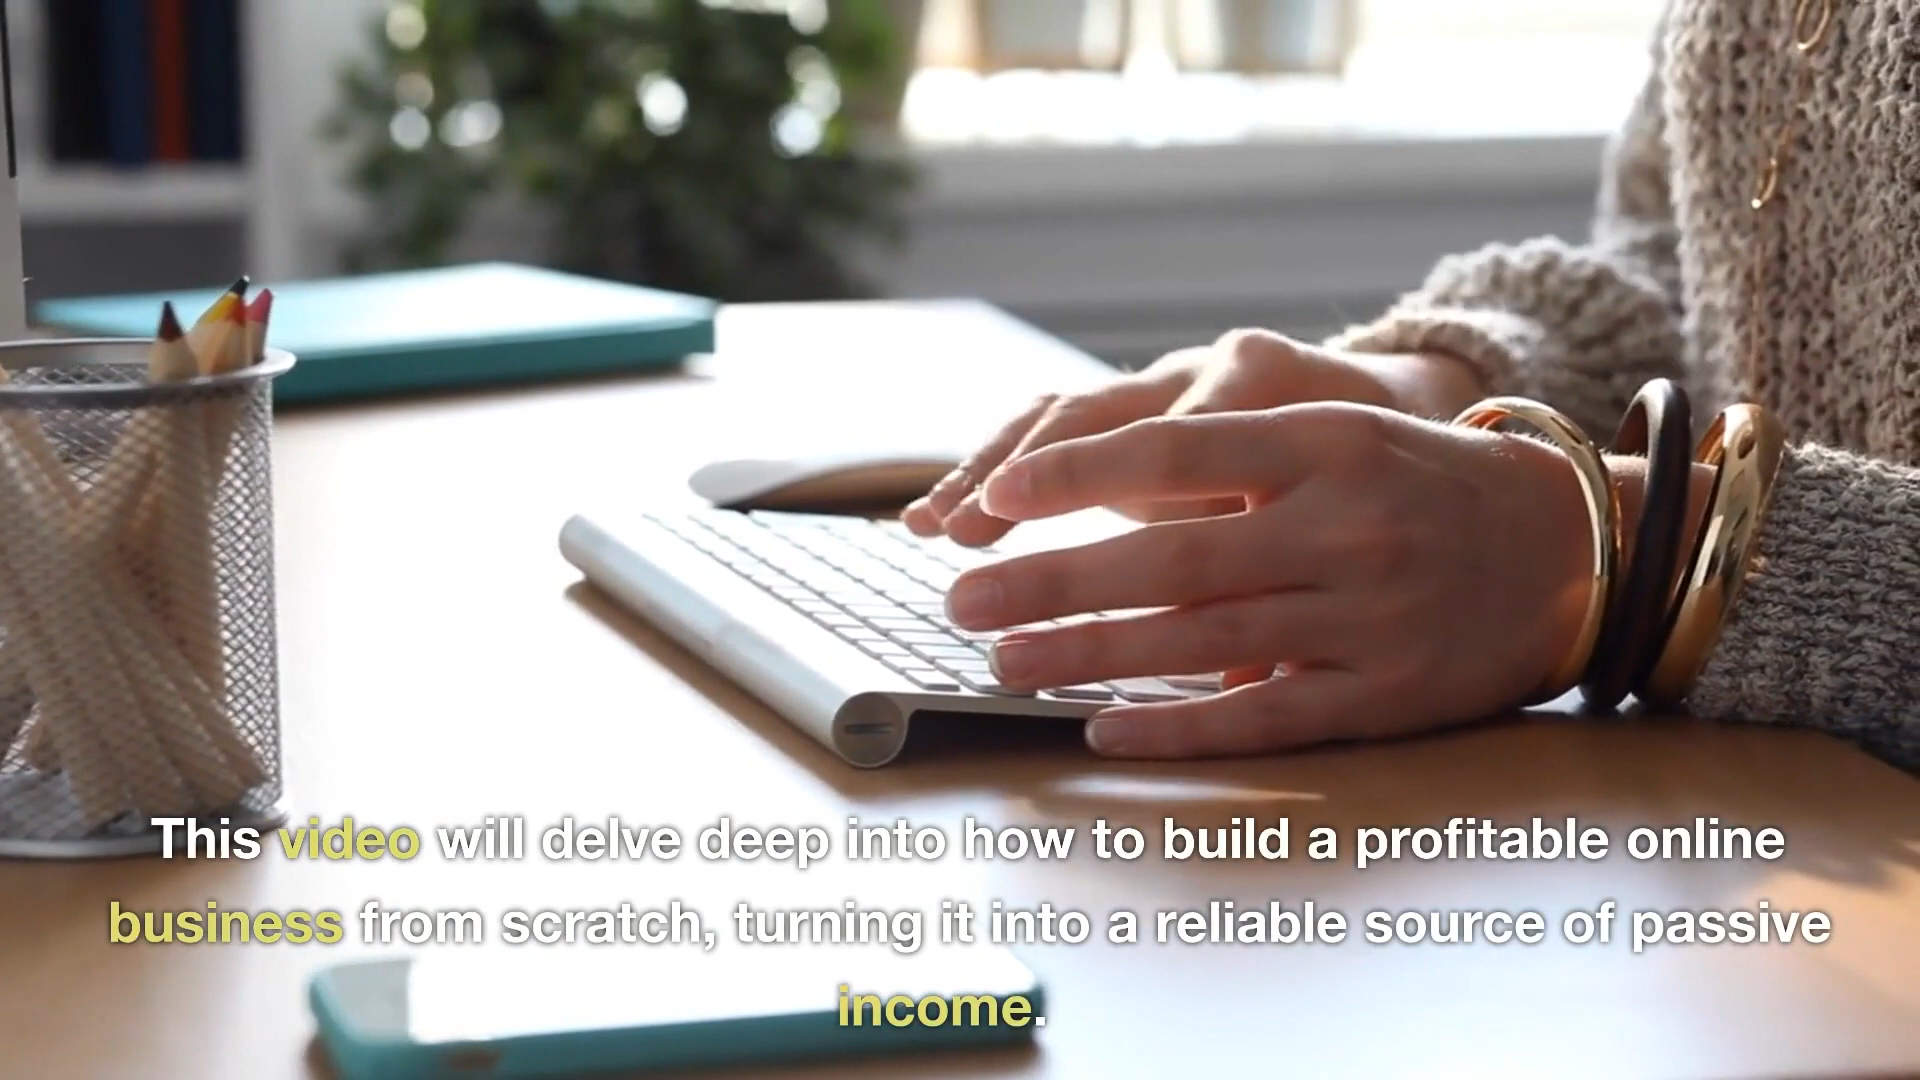 This video will delve deep into how to build a profitable online
business from scratch, turning it into a reliable source of passive
income.